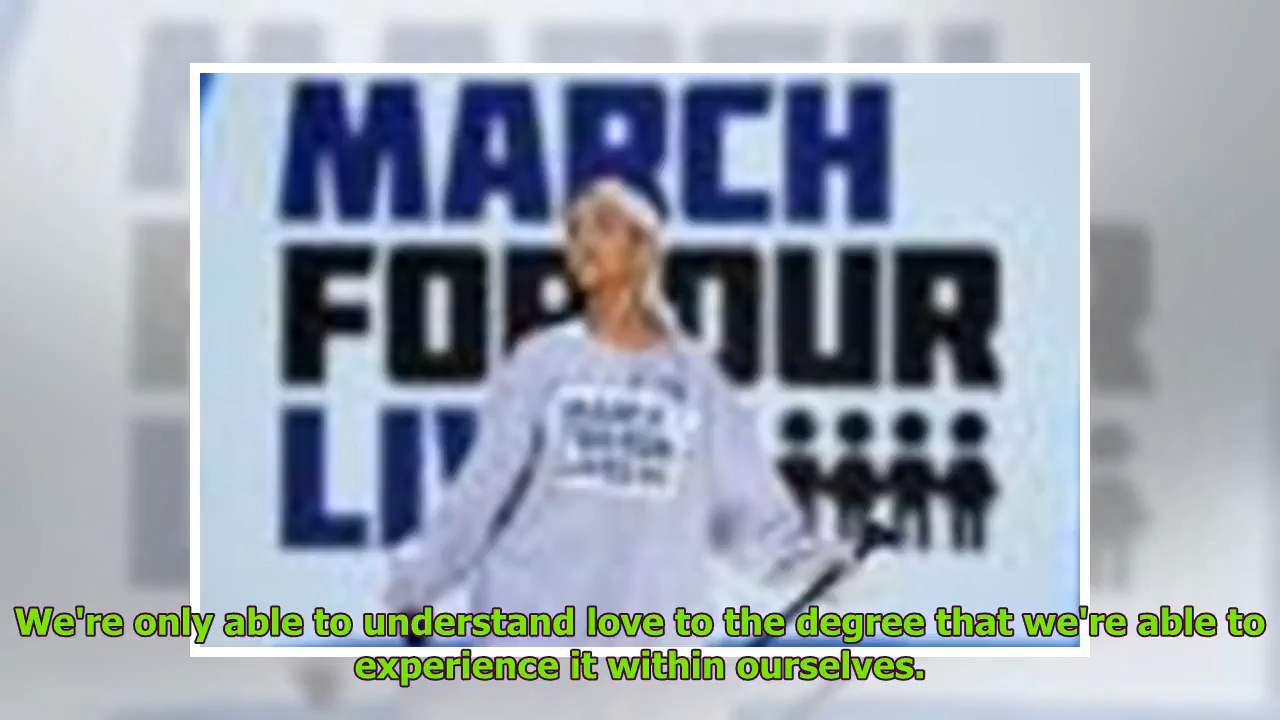 MARCH
FOR OUR
LI
We're only able to understand love to the degree that we're able to
experience it within ourselves.